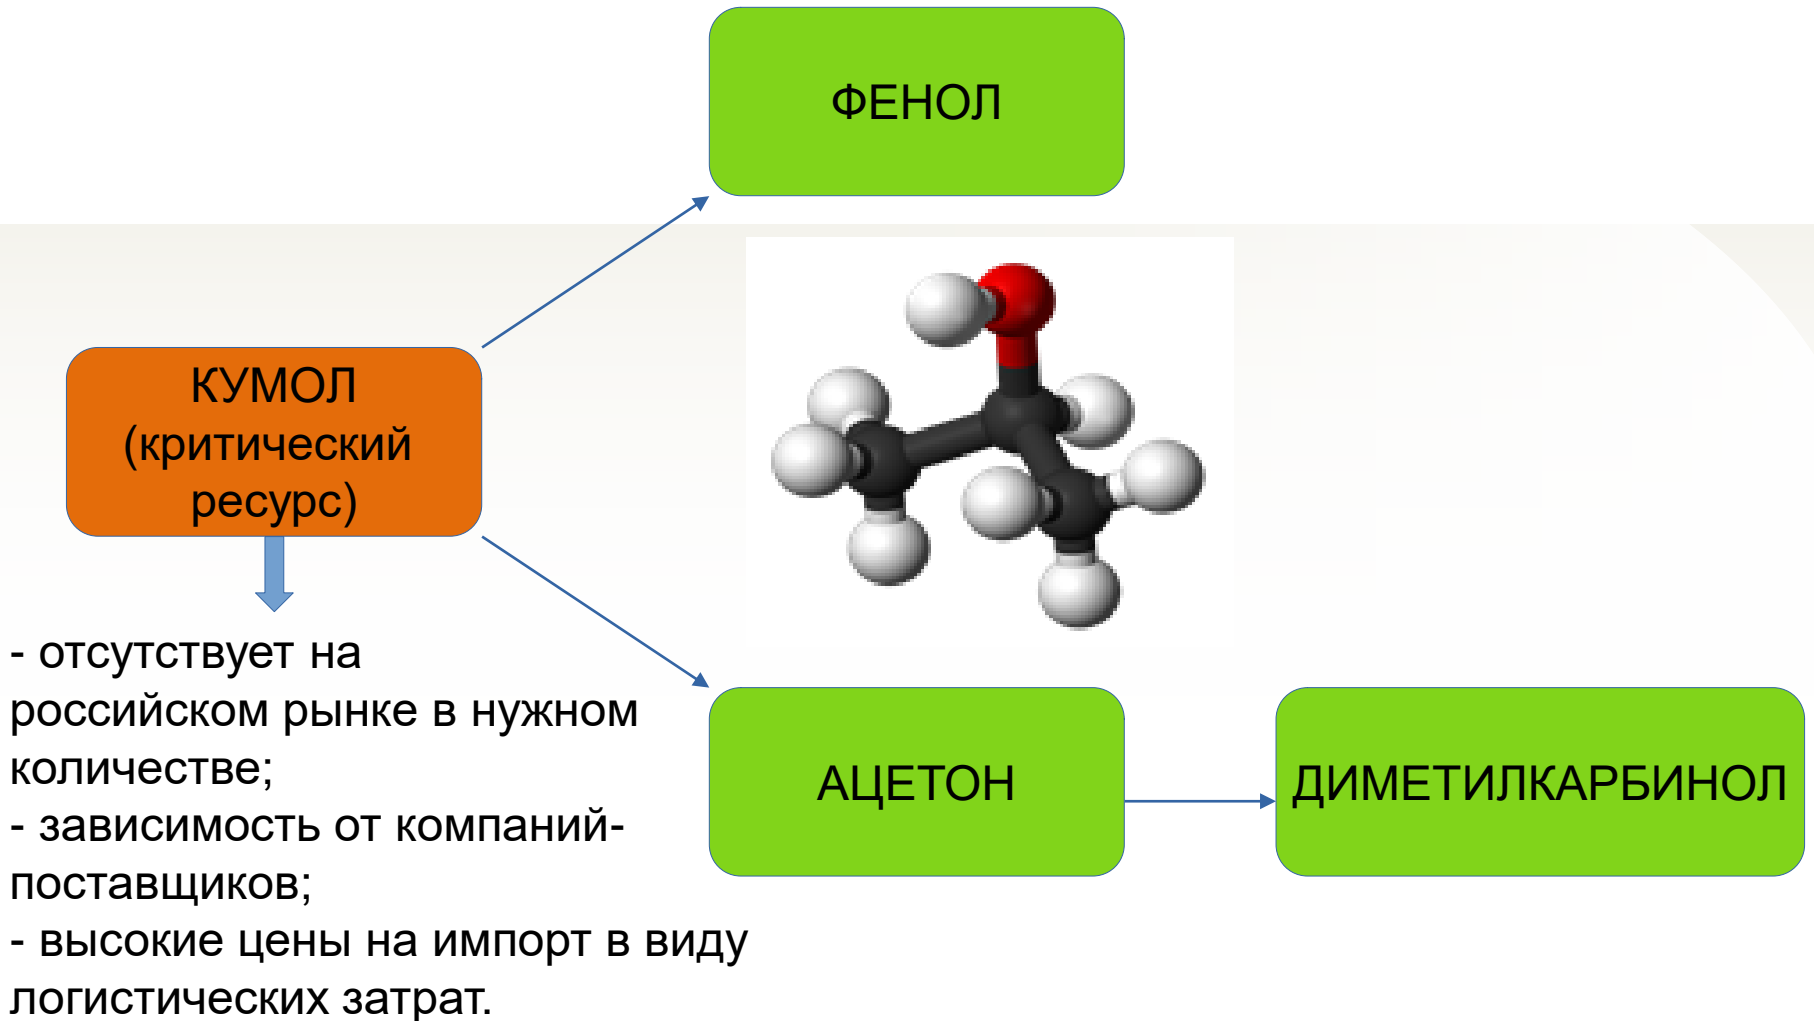 ФЕНОЛ
КУМОЛ
(критический
ресурс)
- отсутствует на
российском рынке в нужном
количестве;
- зависимость от компаний-
поставщиков;
- высокие цены на импорт в виду
логистических затрат.
АЦЕТОН
ДИМЕТИЛКАРБИНОЛ